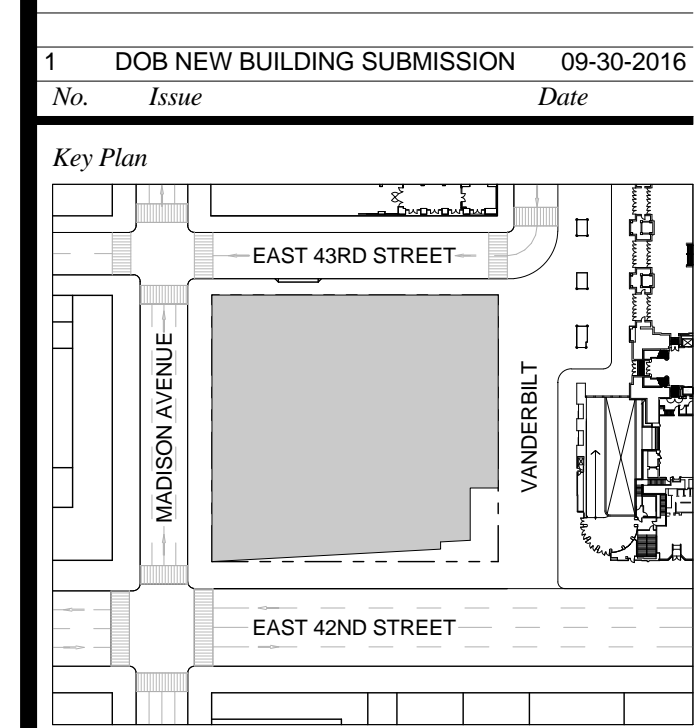 1 DOB NEW BUILDING SUBMISSION 09-30-2016
No. Issue Date
Key Plan
EAST 43RD STREET
MADISON AVENUE
VANDERBILT
EAST 42ND STREET